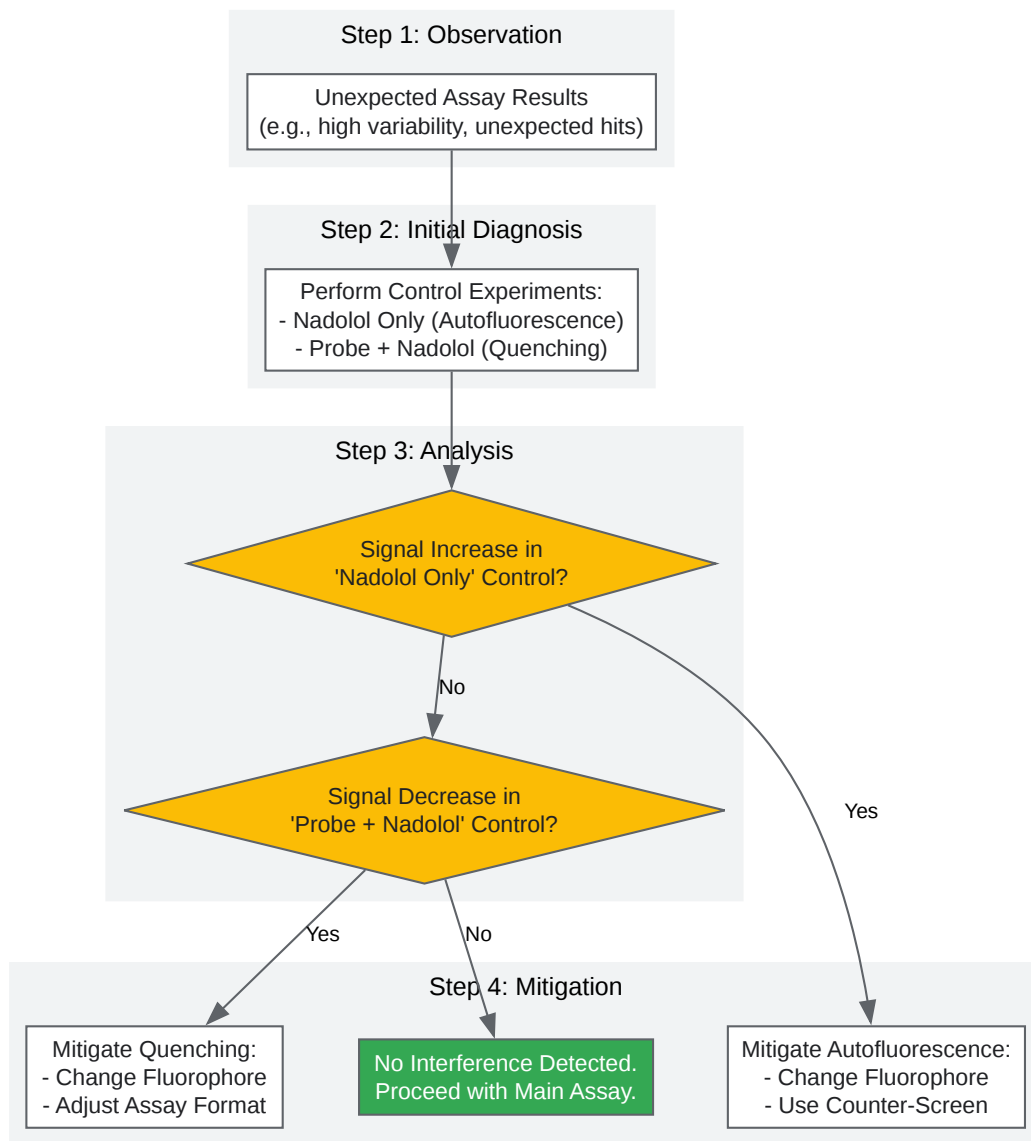 Step 1: Observation
Unexpected Assay Results
(e.g., high variability, unexpected hits)
Step 2: Initial Diagnosis
Perform Control Experiments:
- Nadolol Only (Autofluorescence)
- Probe + Nadolol (Quenching)
Step 3: Analysis
Signal Increase in
'Nadolol Only' Control?
No
Signal Decrease in
'Probe + Nadolol' Control?
Yes
Yes
No
Step 4: Mitigation
Mitigate Quenching:
- Change Fluorophore
- Adjust Assay Format
No Interference Detected.
Proceed with Main Assay.
Mitigate Autofluorescence:
- Change Fluorophore
- Use Counter-Screen